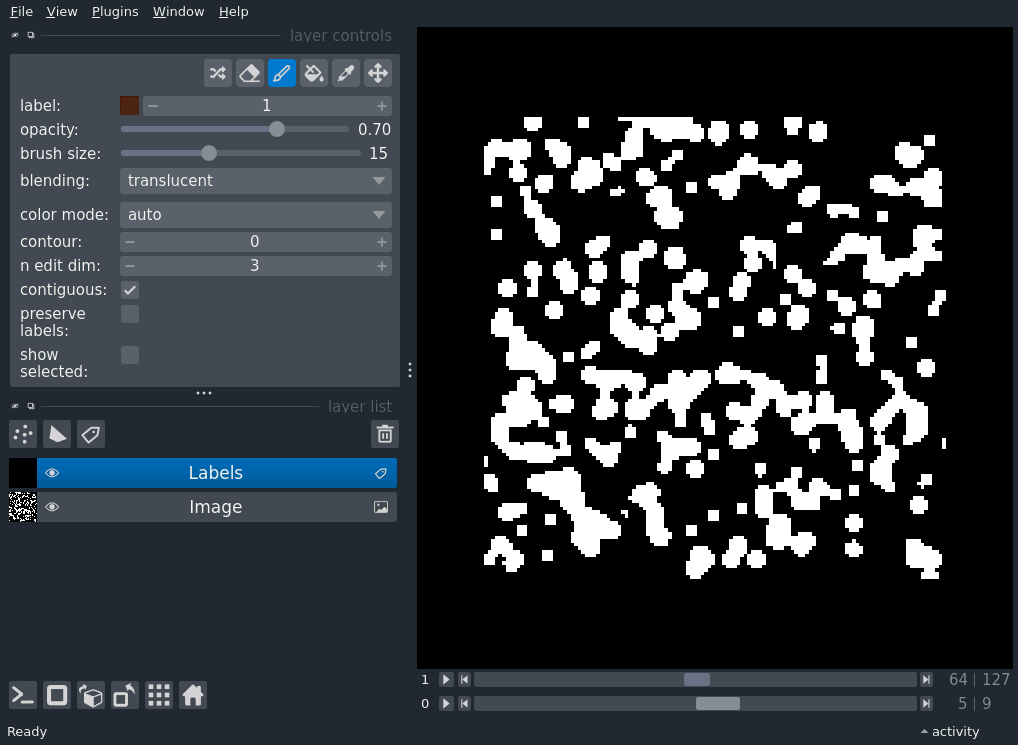 File View Plugins Window Help
layer controls
label: 1
opacity: 0.70
brush size: 15
blending: translucent
color mode: auto
contour: 0
n edit dim: 3
contiguous:
preserve
labels:
show
selected:
layer list
Labels
Image
1 64 | 127
0 5 | 9
Ready activity